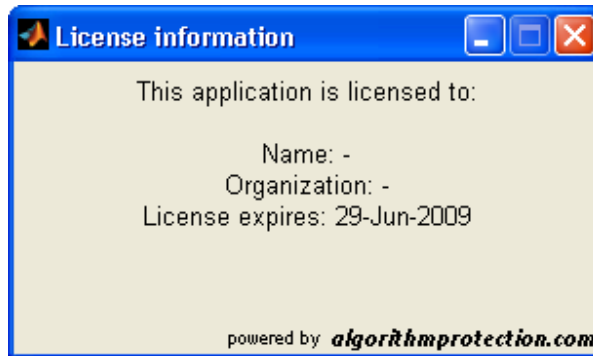 License information
This application is licensed to:
Name: -
Organization: -
License expires: 29-Jun-2009
powered by algorithmprotection.com